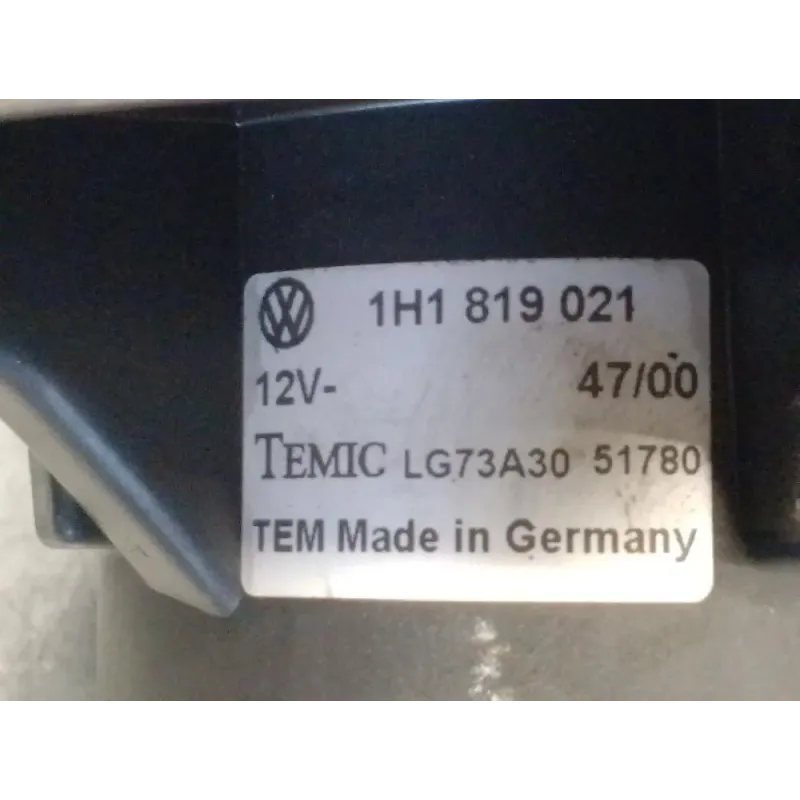 1H1 819 021
12V- 47/00
TEMIC LG73A30 51780
TEM Made in Germany